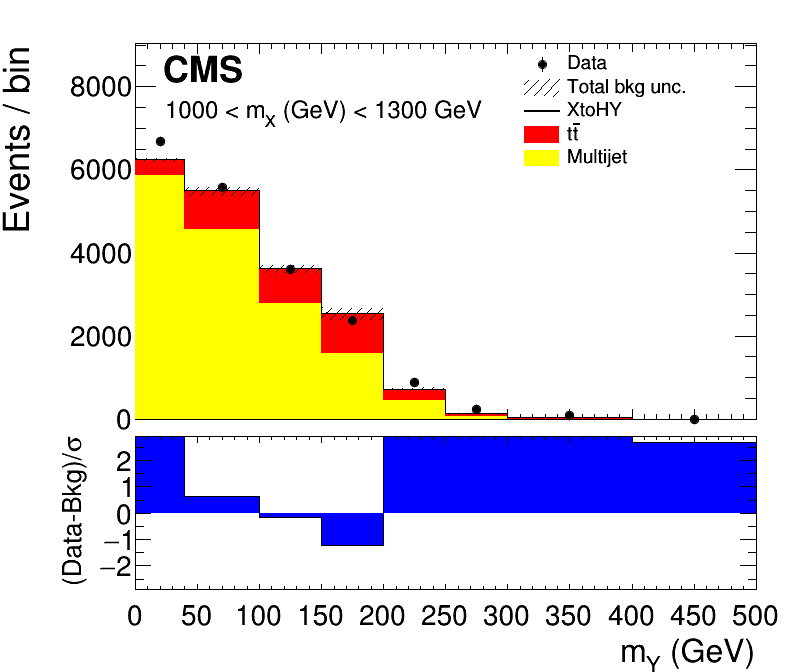 CMS
1000 < mX (GeV) < 1300 GeV
Data
Total bkg unc.
XtoHY
tt̄
Multijet
Events / bin
8000
6000
4000
2000
0
(Data-Bkg)/σ
2
1
0
−1
−2
0 50 100 150 200 250 300 350 400 450 500
mY (GeV)